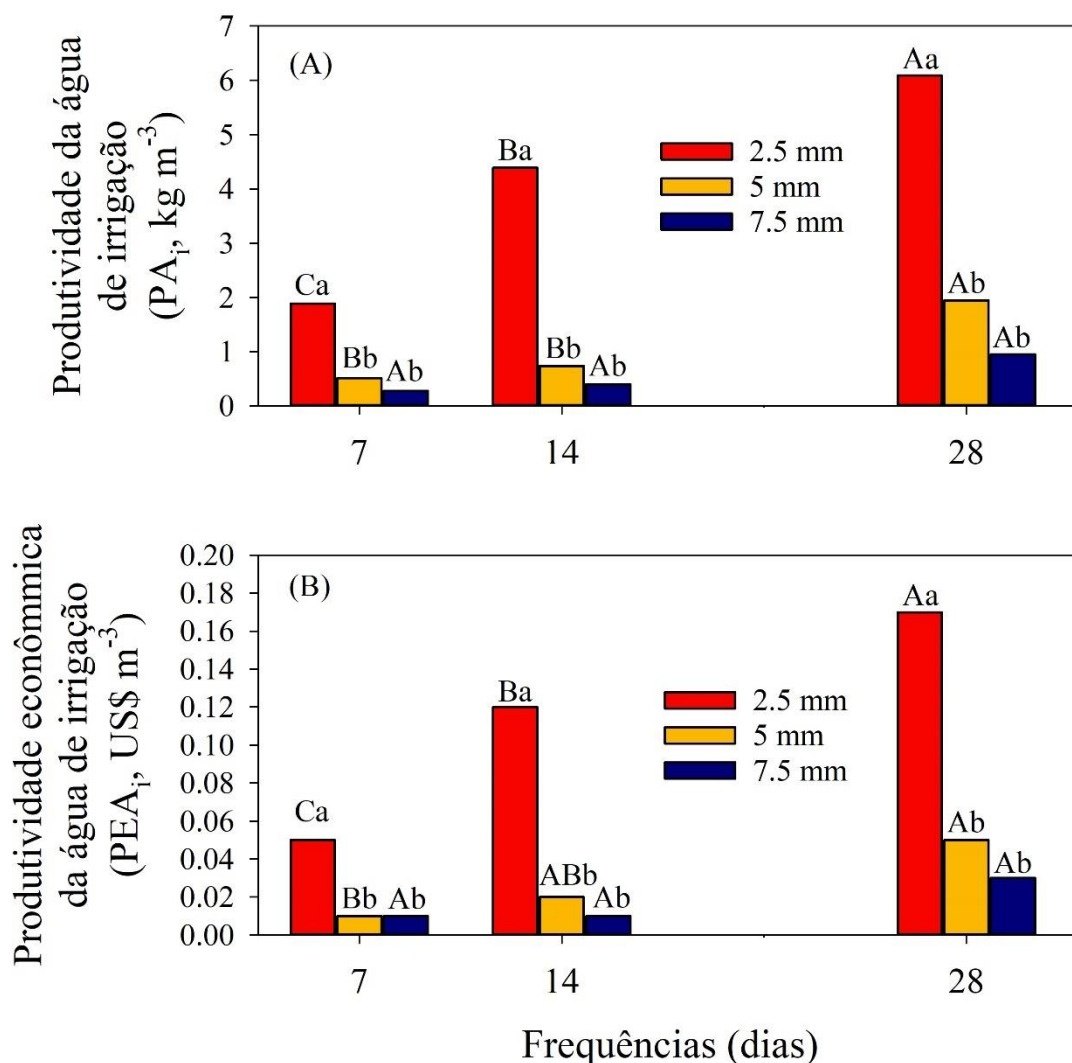 Produtividade da água
de irrigação
(PAi, kg m-3)
7
6
5
4
3
2
1
0
(A)
Ca
Bb
Ab
Ba
Bb
Ab
Aa
Ab
Ab
2.5 mm
5 mm
7.5 mm
7
14
28
Produtividade econômmica
da água de irrigação
(PEAi, US$ m-3)
0.20
0.18
0.16
0.14
0.12
0.10
0.08
0.06
0.04
0.02
0.00
(B)
Ca
Bb
Ab
Ba
ABb
Ab
Aa
Ab
Ab
2.5 mm
5 mm
7.5 mm
7
14
28
Frequências (dias)